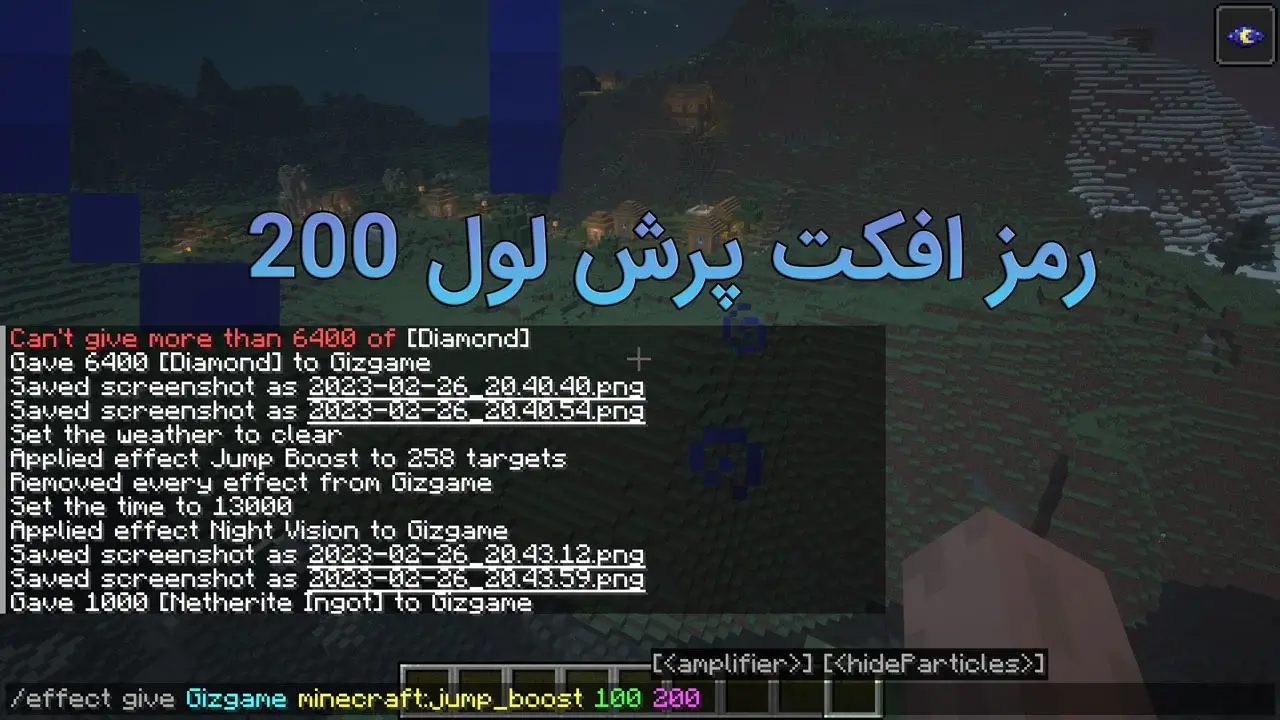 رمز افکت پرش لول 200
Can't give more than 6400 of [Diamond]
Gave 6400 [Diamond] to Gizgame
Saved screenshot as 2023-02-26_20.40.40.png
Saved screenshot as 2023-02-26_20.40.54.png
Set the weather to clear
Applied effect Jump Boost to 258 targets
Removed every effect from Gizgame
Set the time to 13000
Applied effect Night Vision to Gizgame
Saved screenshot as 2023-02-26_20.43.12.png
Saved screenshot as 2023-02-26_20.43.59.png
Gave 1000 [Netherite Ingot] to Gizgame
[<amplifier>] [<hideParticles>]
/effect give Gizgame minecraft:jump_boost 100 200